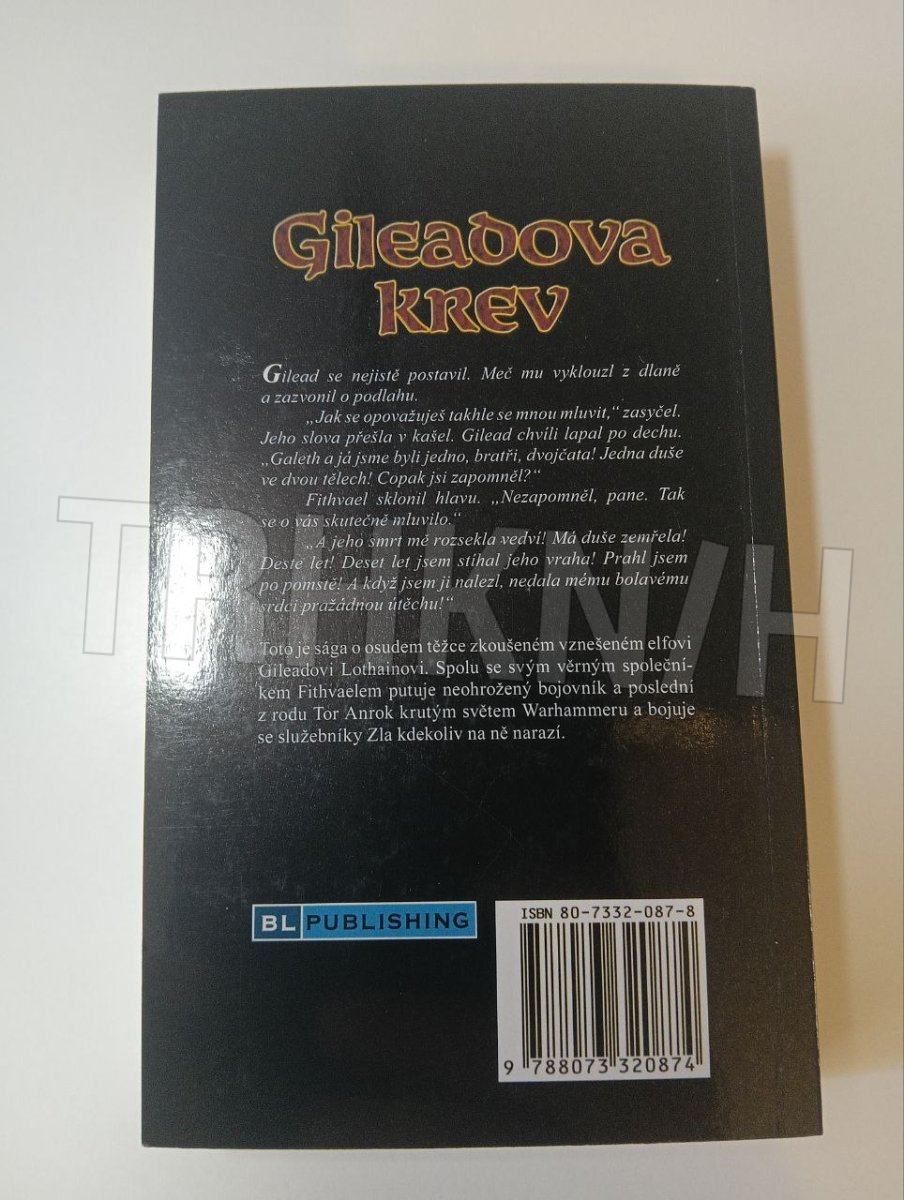 Gileadova
krev
Gilead se nejistě postavil. Meč mu vyklouzl z dlaně
a zazvonil o podlahu.
„Jak se opovažuješ takhle se mnou mluvit,“ zasyčel.
Jeho slova přešla v kašel. Gilead chvíli lapal po dechu.
„Galeth a já jsme byli jedno, bratři, dvojčata! Jedna duše
ve dvou tělech! Copak jsi zapomněl?“
Fithvael sklonil hlavu. „Nezapomněl, pane. Tak
se o vás skutečně mluvilo.“
„A jeho smrt mě rozsekla vedví! Má duše zemřela!
Deset let! Deset let jsem stíhal jeho vraha! Prahl jsem
po pomstě! A když jsem ji nalezl, nedala mému bolavému
srdci pražádnou útěchu!“
Toto je sága o osudem těžce zkoušeném vznešeném elfovi
Gileadovi Lothainovi. Spolu se svým věrným společní-
kem Fithvaelem putuje neohrožený bojovník a poslední
z rodu Tor Anrok krutým světem Warhammeru a bojuje
se služebníky Zla kdekoliv na ně narazí.
BL PUBLISHING
ISBN 80-7332-087-8
9 788073 320874